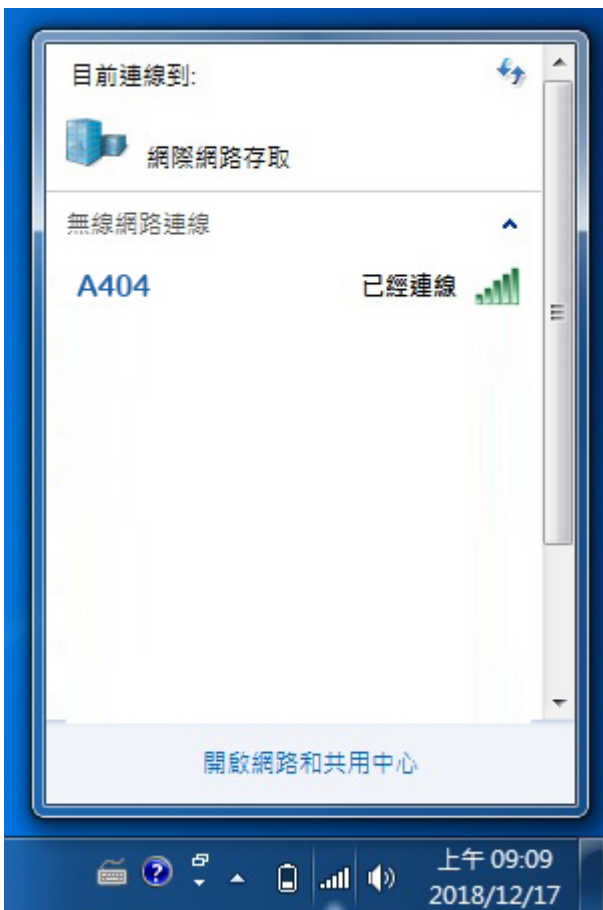 目前連線到:
網際網路存取
無線網路連線
A404 已經連線
開啟網路和共用中心
上午 09:09
2018/12/17